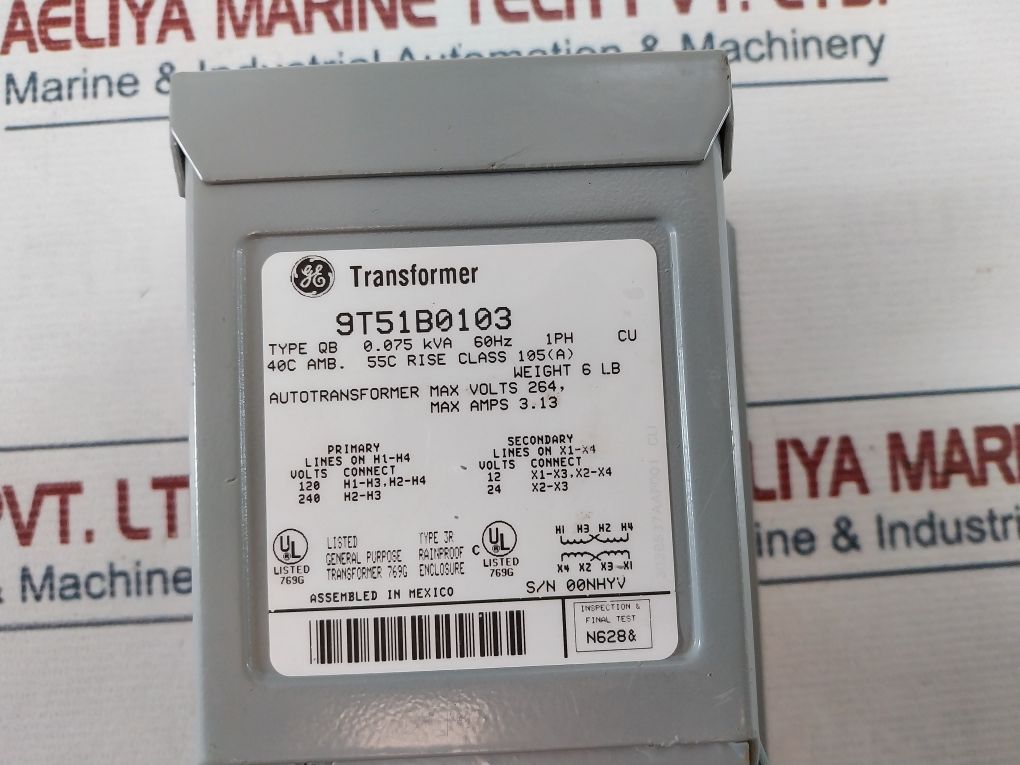 AELIYA MARINE TECH PVT. LTD.
Marine & Industrial Automation & Machinery
GE Transformer
9T51B0103
TYPE QB 0.075 kVA 60Hz 1PH CU
40C AMB. 55C RISE CLASS 105(A)
WEIGHT 6 LB
AUTOTRANSFORMER MAX VOLTS 264,
MAX AMPS 3.13
PRIMARY
LINES ON H1-H4
VOLTS CONNECT
120 H1-H3,H2-H4
240 H2-H3
SECONDARY
LINES ON X1-X4
VOLTS CONNECT
12 X1-X3,X2-X4
24 X2-X3
H1 H3 H2 H4
X4 X2 X3 X1
UL
LISTED
769G
LISTED
GENERAL PURPOSE
TRANSFORMER 769G
TYPE 3R
RAINPROOF
ENCLOSURE
C UL
LISTED
769G
ASSEMBLED IN MEXICO
S/N 00NHYV
INSPECTION &
FINAL TEST
N628&
PVT. LT
& Machine
ELIYA MAR
ine & Industri